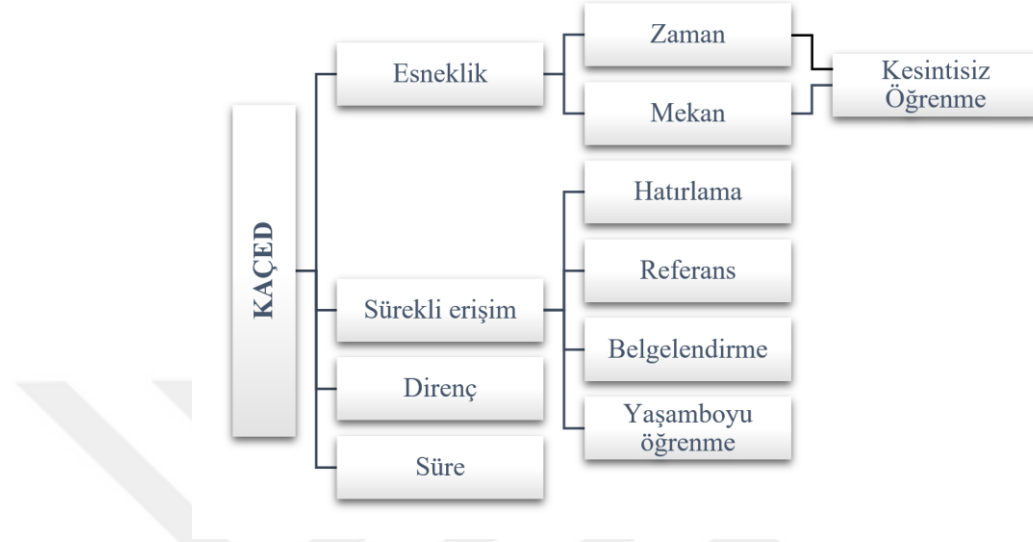 KAÇED
Esneklik
Zaman
Mekan
Kesintisiz
Öğrenme
Sürekli erişim
Hatırlama
Referans
Belgelendirme
Yaşamboyu
öğrenme
Direnç
Süre